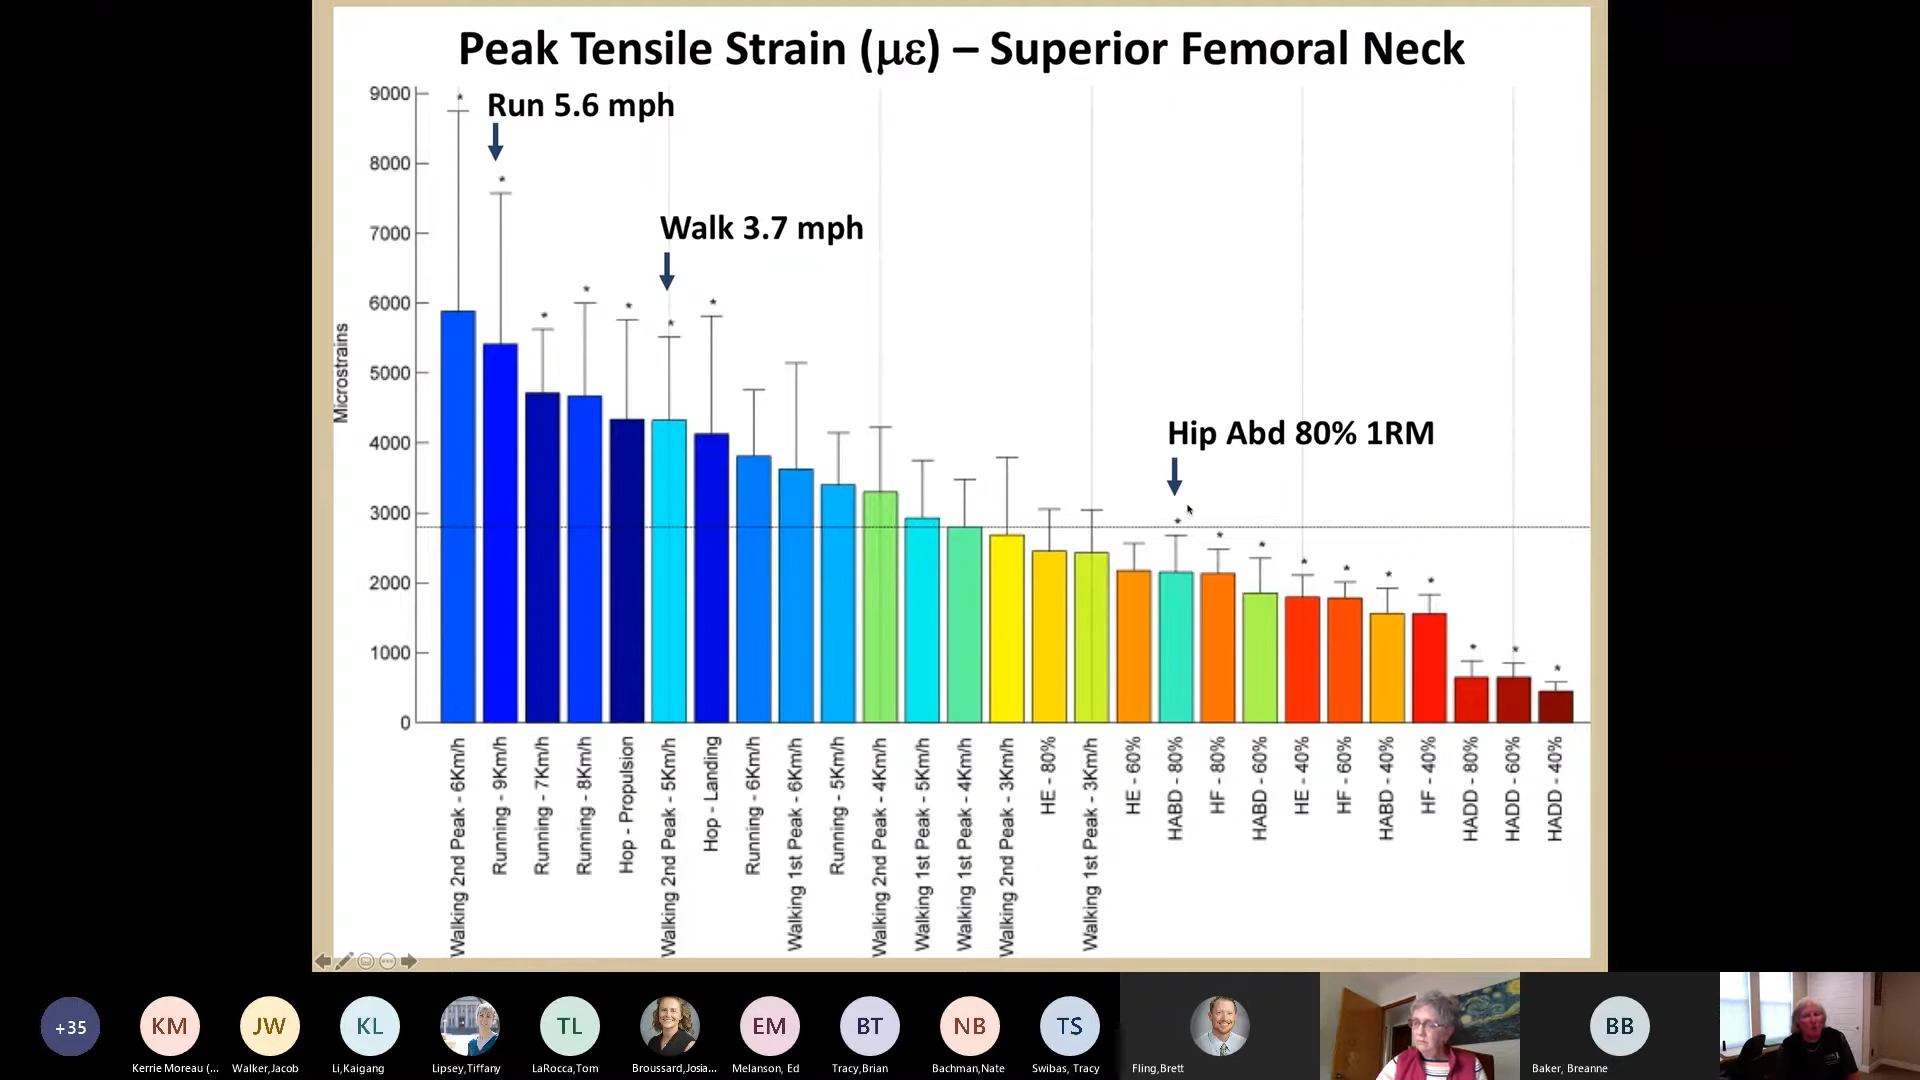 Peak Tensile Strain (με) – Superior Femoral Neck
Run 5.6 mph
Walk 3.7 mph
Hip Abd 80% 1RM
Microstrains
9000
8000
7000
6000
5000
4000
3000
2000
1000
0
Walking 2nd Peak - 6Km/h
Running - 9Km/h
Running - 7Km/h
Running - 8Km/h
Hop - Propulsion
Walking 2nd Peak - 5Km/h
Hop - Landing
Running - 6Km/h
Walking 1st Peak - 6Km/h
Running - 5Km/h
Walking 2nd Peak - 4Km/h
Walking 1st Peak - 5Km/h
Walking 1st Peak - 4Km/h
Walking 2nd Peak - 3Km/h
HE - 80%
Walking 1st Peak - 3Km/h
HE - 60%
HABD - 80%
HF - 80%
HABD - 60%
HE - 40%
HF - 60%
HABD - 40%
HF - 40%
HADD - 80%
HADD - 60%
HADD - 40%
+35
KM
JW
KL
TL
EM
BT
NB
TS
BB
Kerrie Moreau (...
Walker,Jacob
Li,Kaigang
Lipsey,Tiffany
LaRocca,Tom
Broussard,Josia...
Melanson, Ed
Tracy,Brian
Bachman,Nate
Swibas, Tracy
Fling,Brett
Baker, Breanne